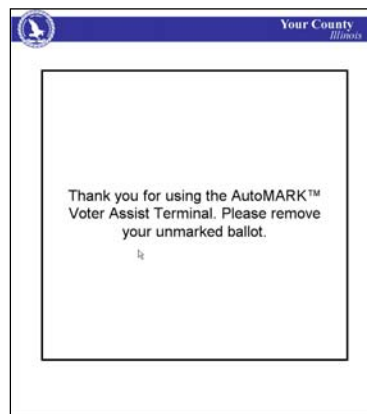 Your County
Illinois
Thank you for using the AutoMARK™
Voter Assist Terminal. Please remove
your unmarked ballot.